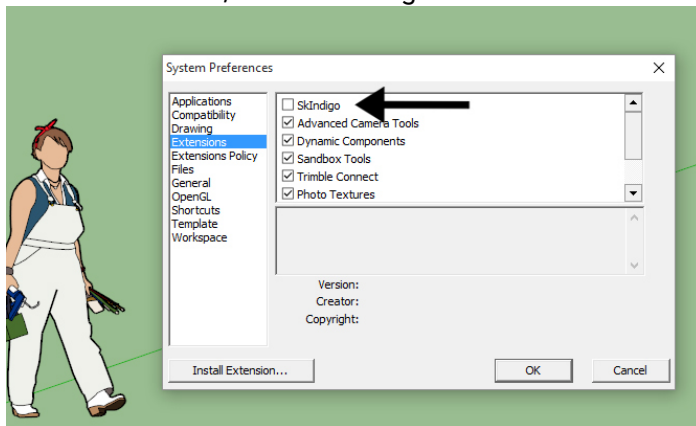 System Preferences
Applications
Compatibility
Drawing
Extensions
Extensions Policy
Files
General
OpenGL
Shortcuts
Template
Workspace
SkIndigo
Advanced Camera Tools
Dynamic Components
Sandbox Tools
Trimble Connect
Photo Textures
Version:
Creator:
Copyright:
Install Extension...
OK
Cancel